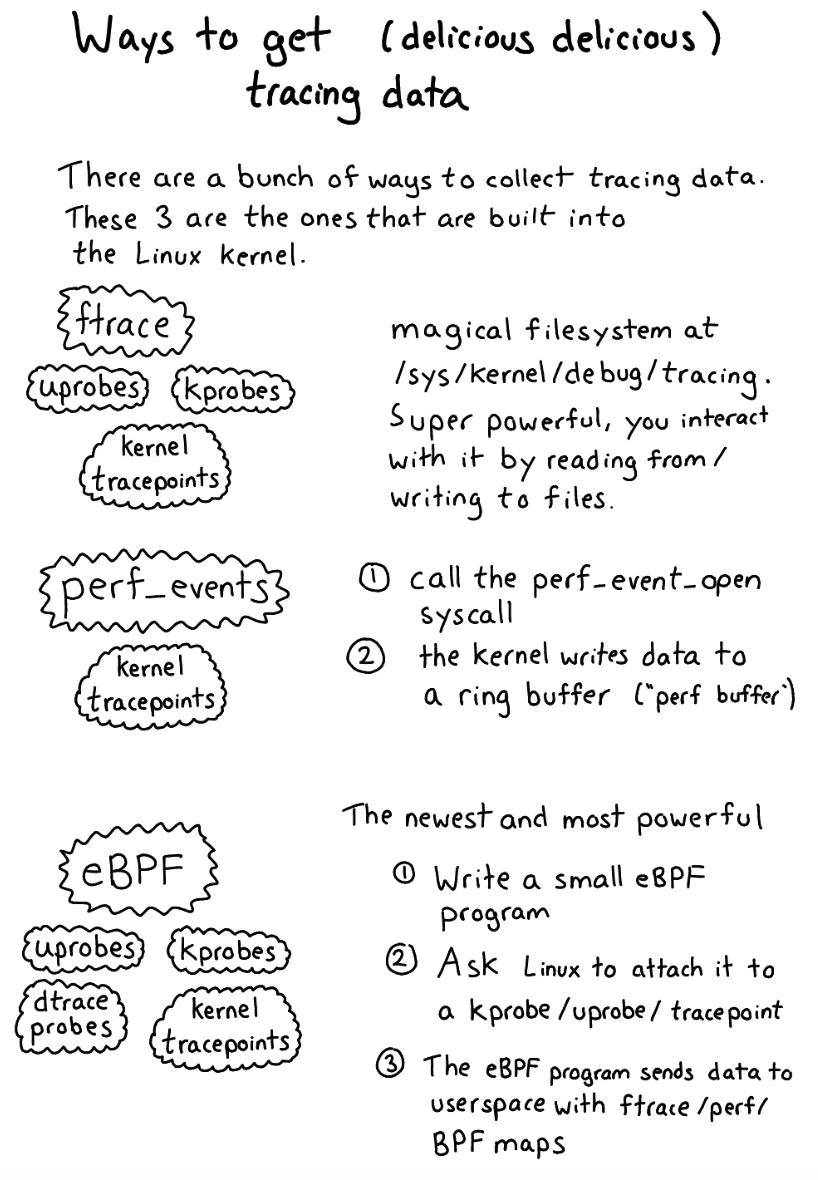 Ways to get (delicious delicious)
tracing data
There are a bunch of ways to collect tracing data.
These 3 are the ones that are built into
the Linux kernel.
ftrace
uprobes
kprobes
kernel
tracepoints
magical filesystem at
/sys/kernel/debug/tracing.
Super powerful, you interact
with it by reading from/
writing to files.
perf_events
kernel
tracepoints
① call the perf_event_open
syscall
② the kernel writes data to
a ring buffer ("perf buffer")
eBPF
uprobes
kprobes
dtrace
probes
kernel
tracepoints
The newest and most powerful
① Write a small eBPF
program
② Ask Linux to attach it to
a kprobe/uprobe/tracepoint
③ The eBPF program sends data to
userspace with ftrace/perf/
BPF maps